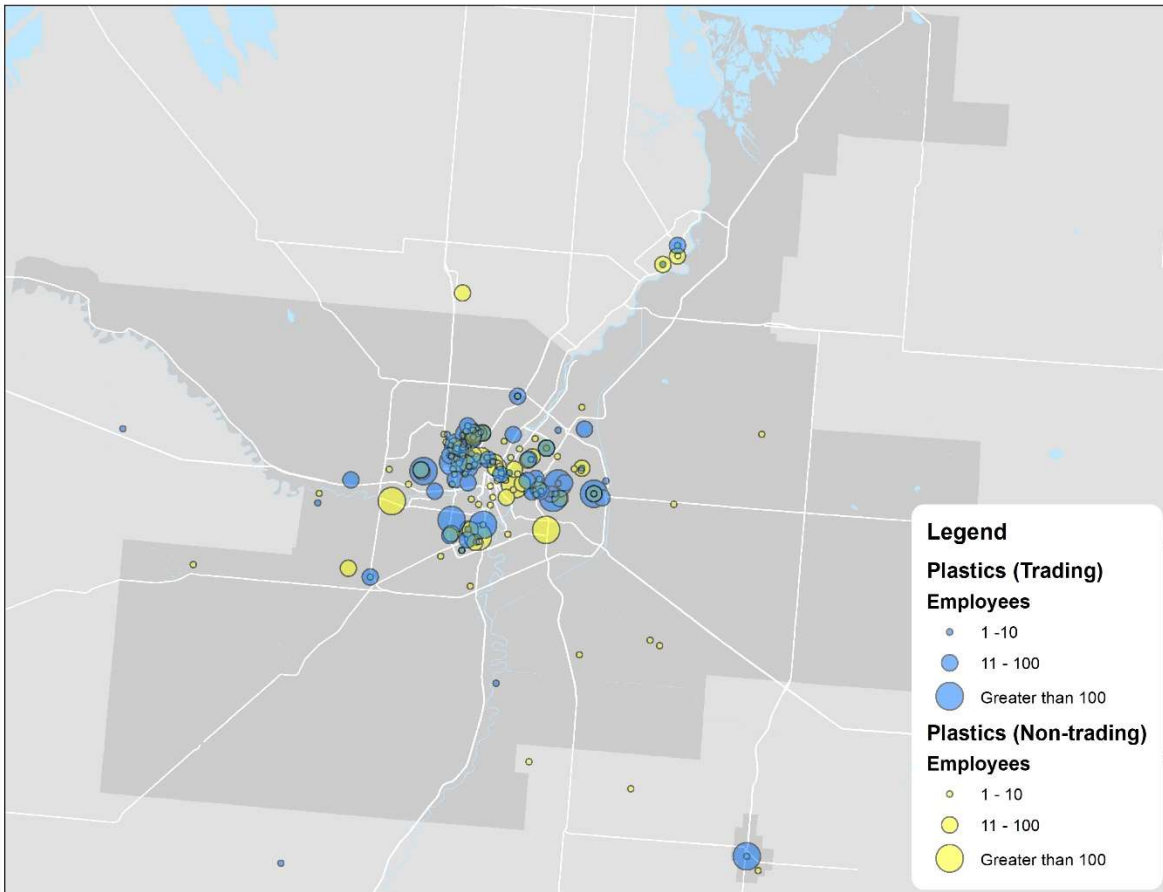 Legend
Plastics (Trading)
Employees
1 -10
11 - 100
Greater than 100
Plastics (Non-trading)
Employees
1 - 10
11 - 100
Greater than 100